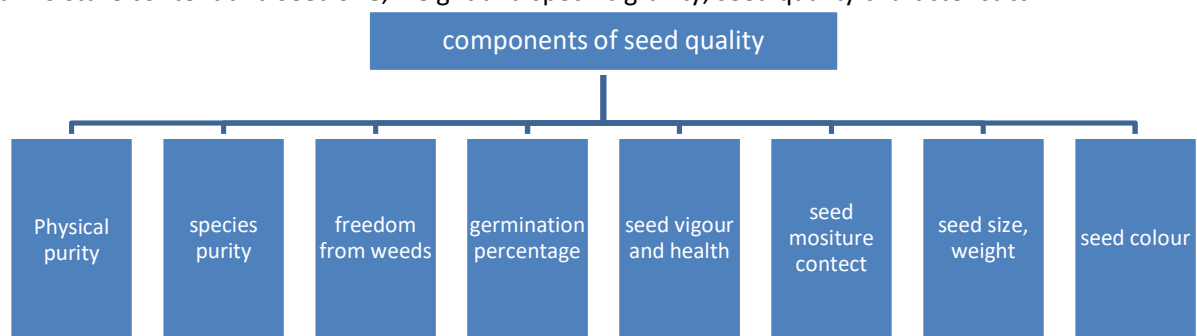 components of seed quality
Physical
purity
species
purity
freedom
from weeds
germination
percentage
seed vigour
and health
seed
mositure
contect
seed size,
weight
seed colour